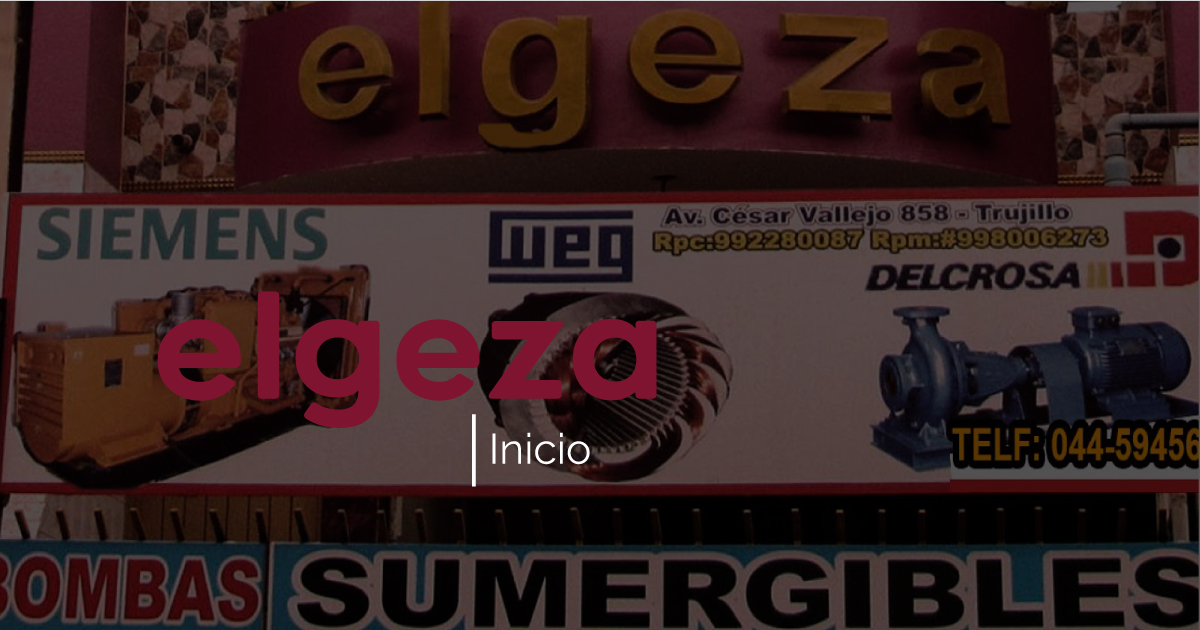 elgeza
SIEMENS
weg
Av. César Vallejo 858 - Trujillo
Rpc:992280087 Rpm:#998006273
DELCROSA
elgeza
Inicio
TELF: 044-59456
BOMBAS SUMERGIBLES